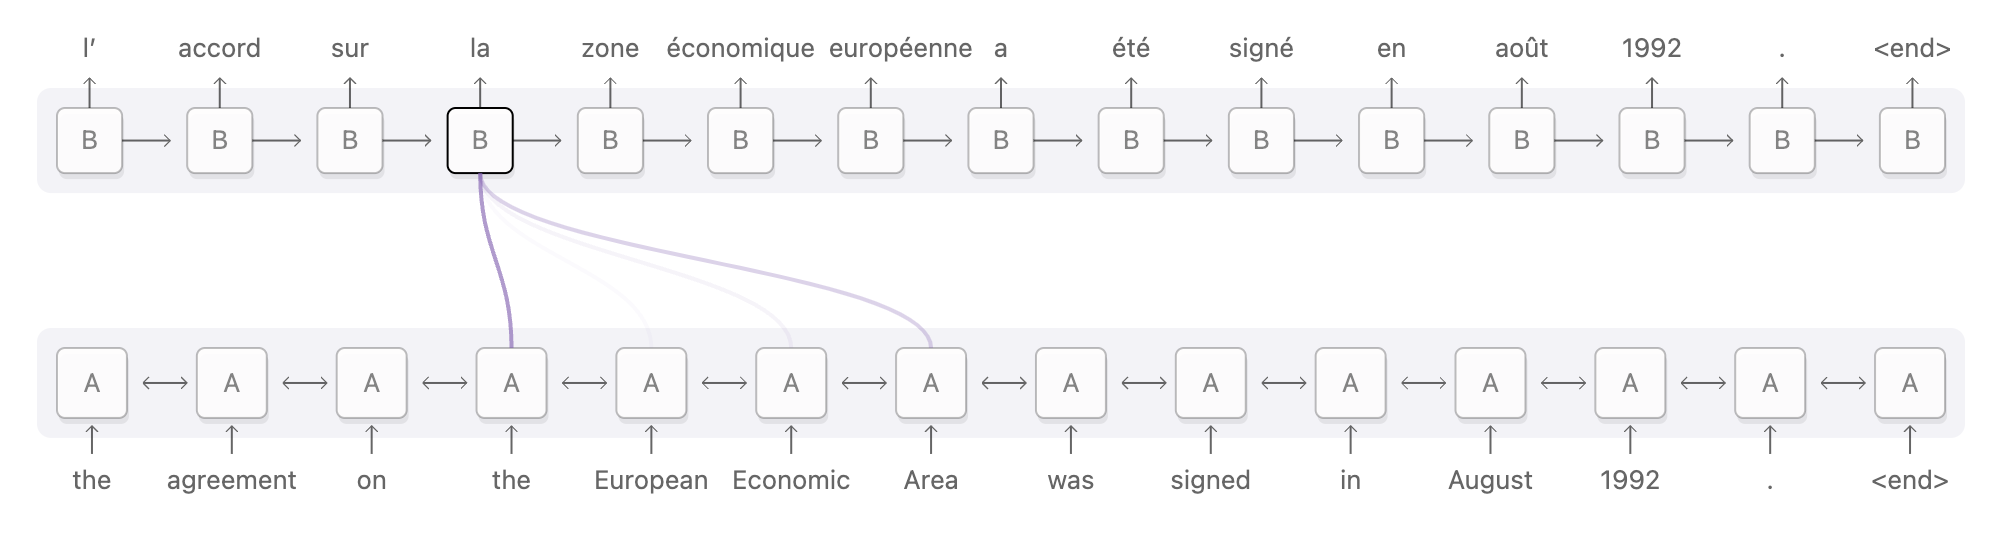 l’ accord sur la zone économique européenne a été signé en août 1992 . <end>
B B B B B B B B B B B B B B B
A A A A A A A A A A A A A A
the agreement on the European Economic Area was signed in August 1992 . <end>